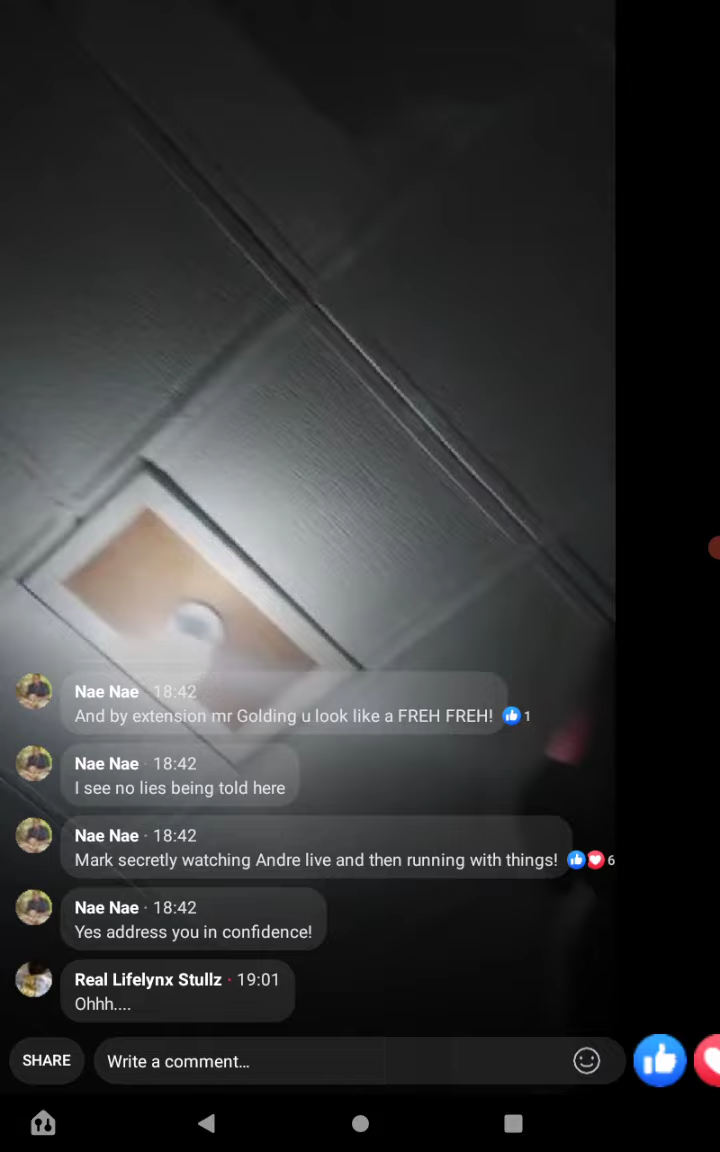 Nae Nae · 18:42
And by extension mr Golding u look like a FREH FREH! 1
Nae Nae · 18:42
I see no lies being told here
Nae Nae · 18:42
Mark secretly watching Andre live and then running with things! 6
Nae Nae · 18:42
Yes address you in confidence!
Real Lifelynx Stullz · 19:01
Ohhh....
SHARE
Write a comment...